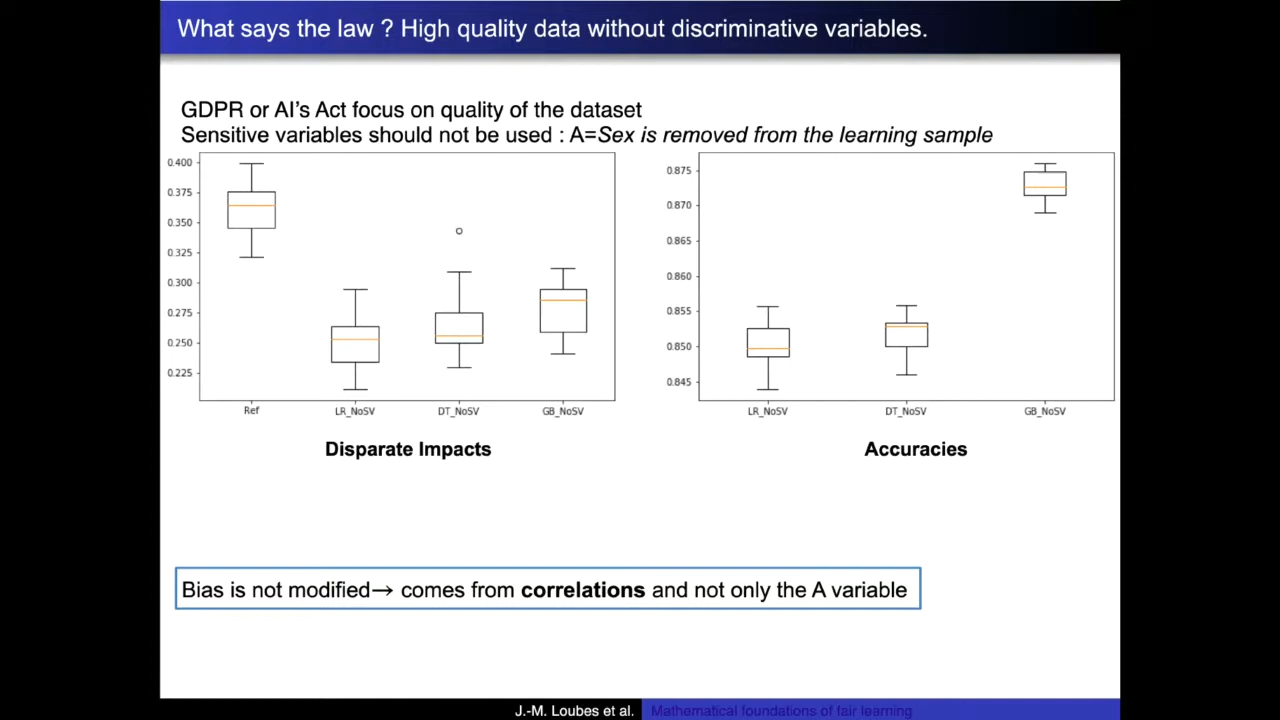 What says the law ? High quality data without discriminative variables.
GDPR or AI's Act focus on quality of the dataset
Sensitive variables should not be used : A=Sex is removed from the learning sample
0.400
0.375
0.350
0.325
0.300
0.275
0.250
0.225
Ref LR_NoSV DT_NoSV GB_NoSV
Disparate Impacts
0.875
0.870
0.865
0.860
0.855
0.850
0.845
LR_NoSV DT_NoSV GB_NoSV
Accuracies
Bias is not modified→ comes from correlations and not only the A variable
J.-M. Loubes et al. Mathematical foundations of fair learning